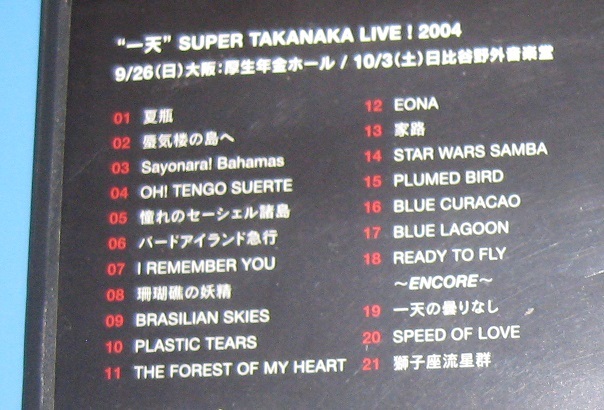 “一天” SUPER TAKANAKA LIVE! 2004
9/26(日)大阪:厚生年金ホール / 10/3(土)日比谷野外音楽堂
01 夏瓶
02 蜃気楼の島へ
03 Sayonara! Bahamas
04 OH! TENGO SUERTE
05 憧れのセーシェル諸島
06 バードアイランド急行
07 I REMEMBER YOU
08 珊瑚礁の妖精
09 BRASILIAN SKIES
10 PLASTIC TEARS
11 THE FOREST OF MY HEART
12 EONA
13 家路
14 STAR WARS SAMBA
15 PLUMED BIRD
16 BLUE CURACAO
17 BLUE LAGOON
18 READY TO FLY
〜ENCORE〜
19 一天の曇りなし
20 SPEED OF LOVE
21 獅子座流星群